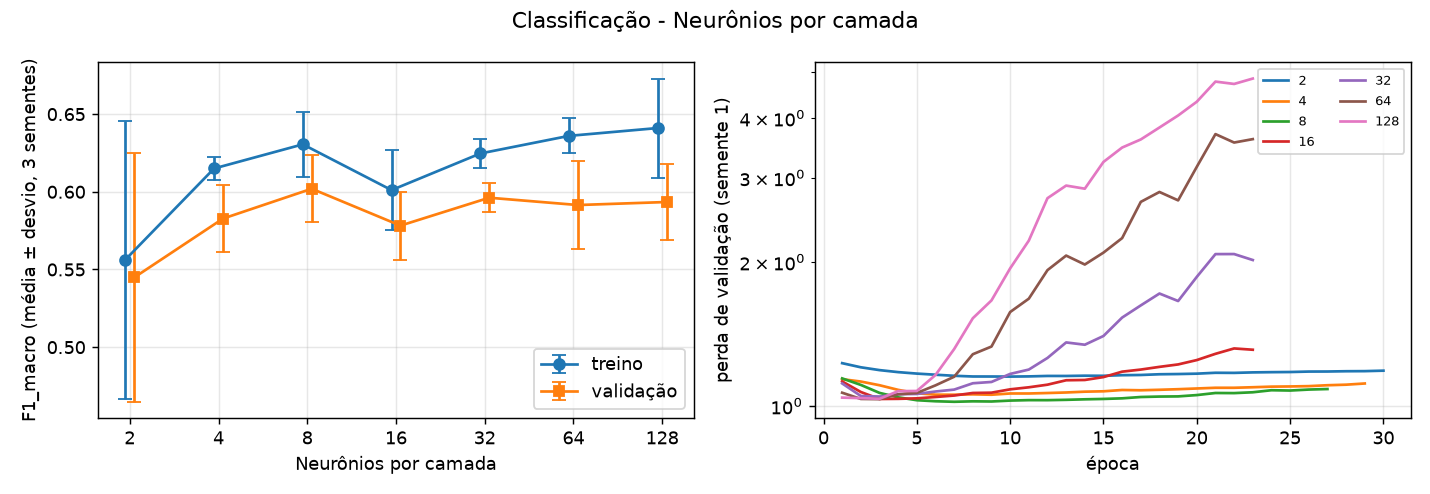 Classificação - Neurônios por camada
F1_macro (média ± desvio, 3 sementes)
0.65
0.60
0.55
0.50
treino
validação
2 4 8 16 32 64 128
Neurônios por camada
perda de validação (semente 1)
4 × 10⁰
3 × 10⁰
2 × 10⁰
10⁰
2 32
4 64
8 128
16
0 5 10 15 20 25 30
época